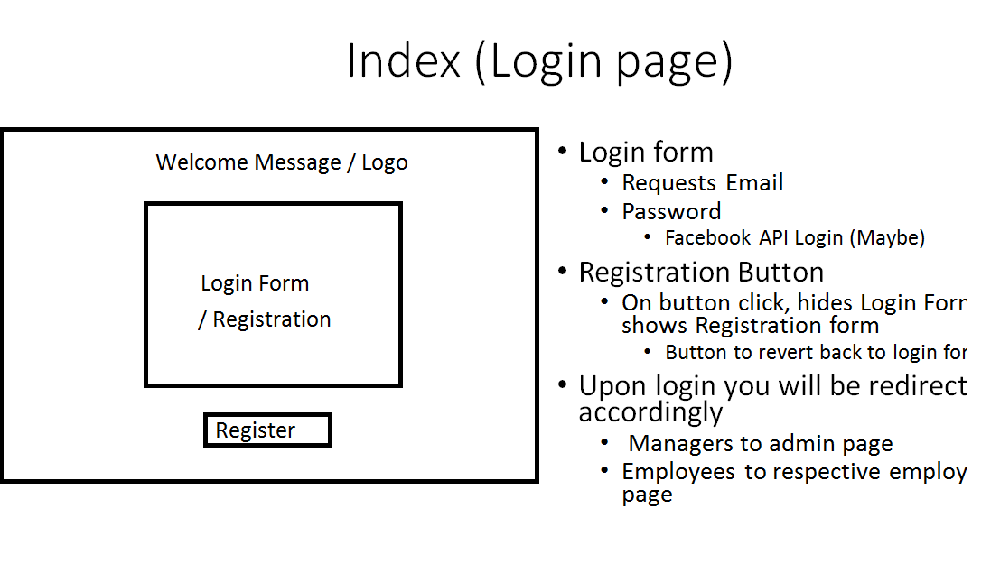 Index (Login page)
Welcome Message / Logo
Login Form
/ Registration
Register
• Login form
• Requests Email
• Password
• Facebook API Login (Maybe)
• Registration Button
• On button click, hides Login Forn
shows Registration form
• Button to revert back to login for
• Upon login you will be redirect
accordingly
• Managers to admin page
• Employees to respective employ
page